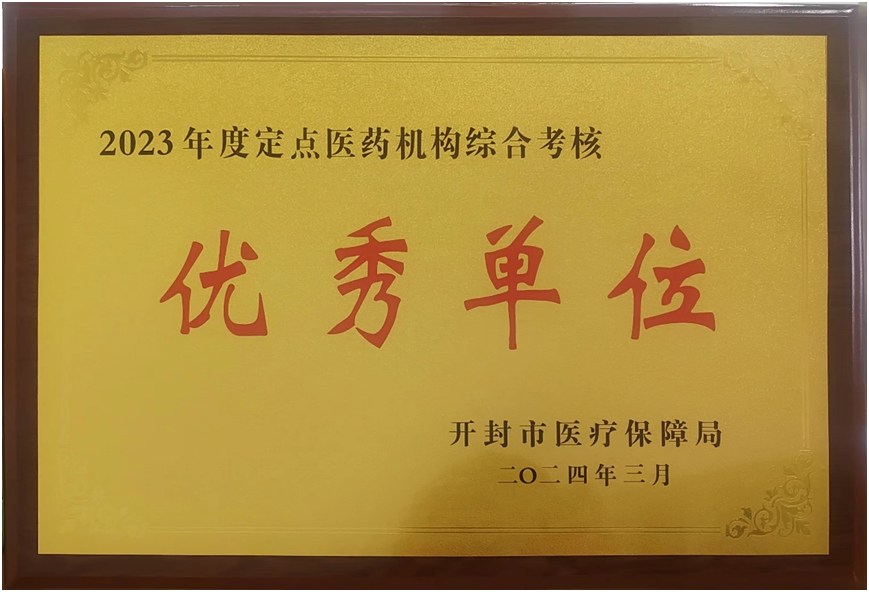 2023年度定点医药机构综合考核
优秀单位
开封市医疗保障局
二〇二四年三月